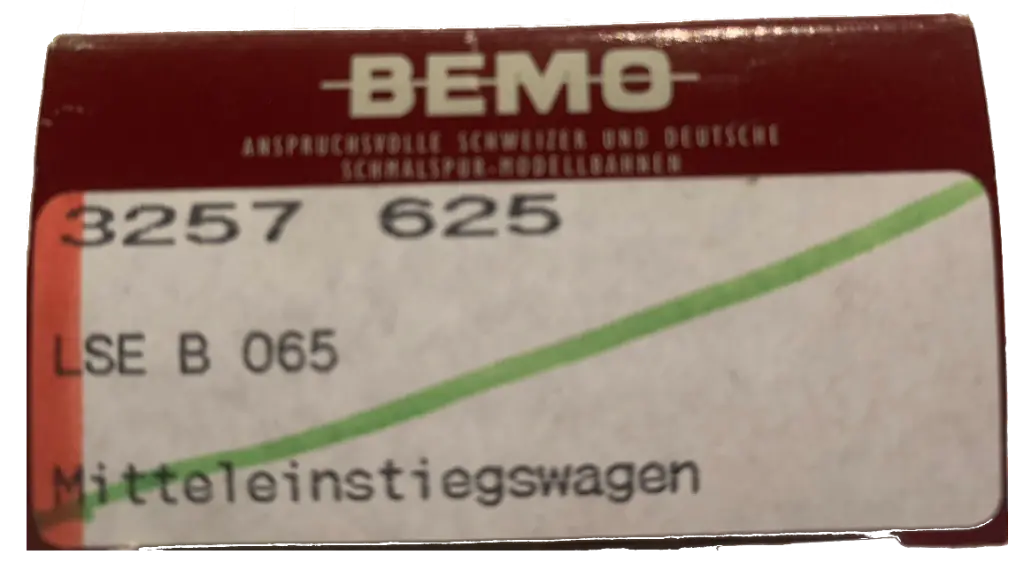 BEMO
ANSPRUCHSVOLLE SCHWEIZER UND DEUTSCHE
SCHMALSPUR-MODELLBAHNEN
3257 625
LSE B 065
Mitteleinstiegswagen